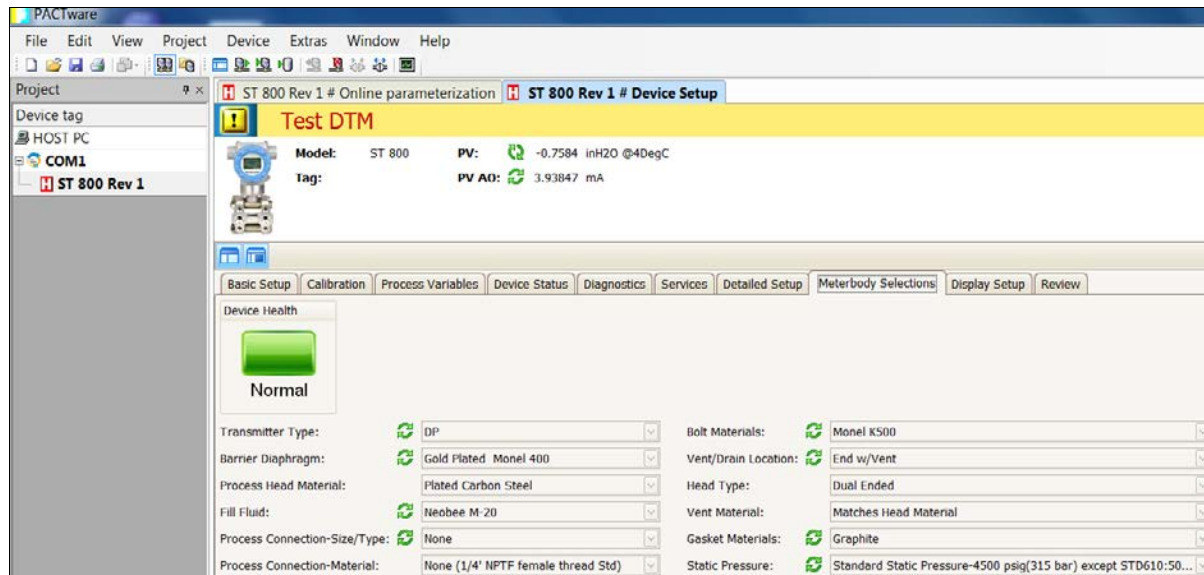 PACTware
File Edit View Project Device Extras Window Help
Project
ST 800 Rev 1 # Online parameterization ST 800 Rev 1 # Device Setup
Device tag
HOST PC
COM1
ST 800 Rev 1
Test DTM
Model: ST 800 PV: -0.7584 inH2O @4DegC
Tag: PV AO: 3.93847 mA
Basic Setup Calibration Process Variables Device Status Diagnostics Services Detailed Setup Meterbody Selections Display Setup Review
Device Health
Normal
Transmitter Type: DP Bolt Materials: Monel K500
Barrier Diaphragm: Gold Plated Monel 400 Vent/Drain Location: End w/Vent
Process Head Material: Plated Carbon Steel Head Type: Dual Ended
Fill Fluid: Neobee M-20 Vent Material: Matches Head Material
Process Connection-Size/Type: None Gasket Materials: Graphite
Process Connection-Material: None (1/4' NPTF female thread Std) Static Pressure: Standard Static Pressure-4500 psig(315 bar) except STD610:50...